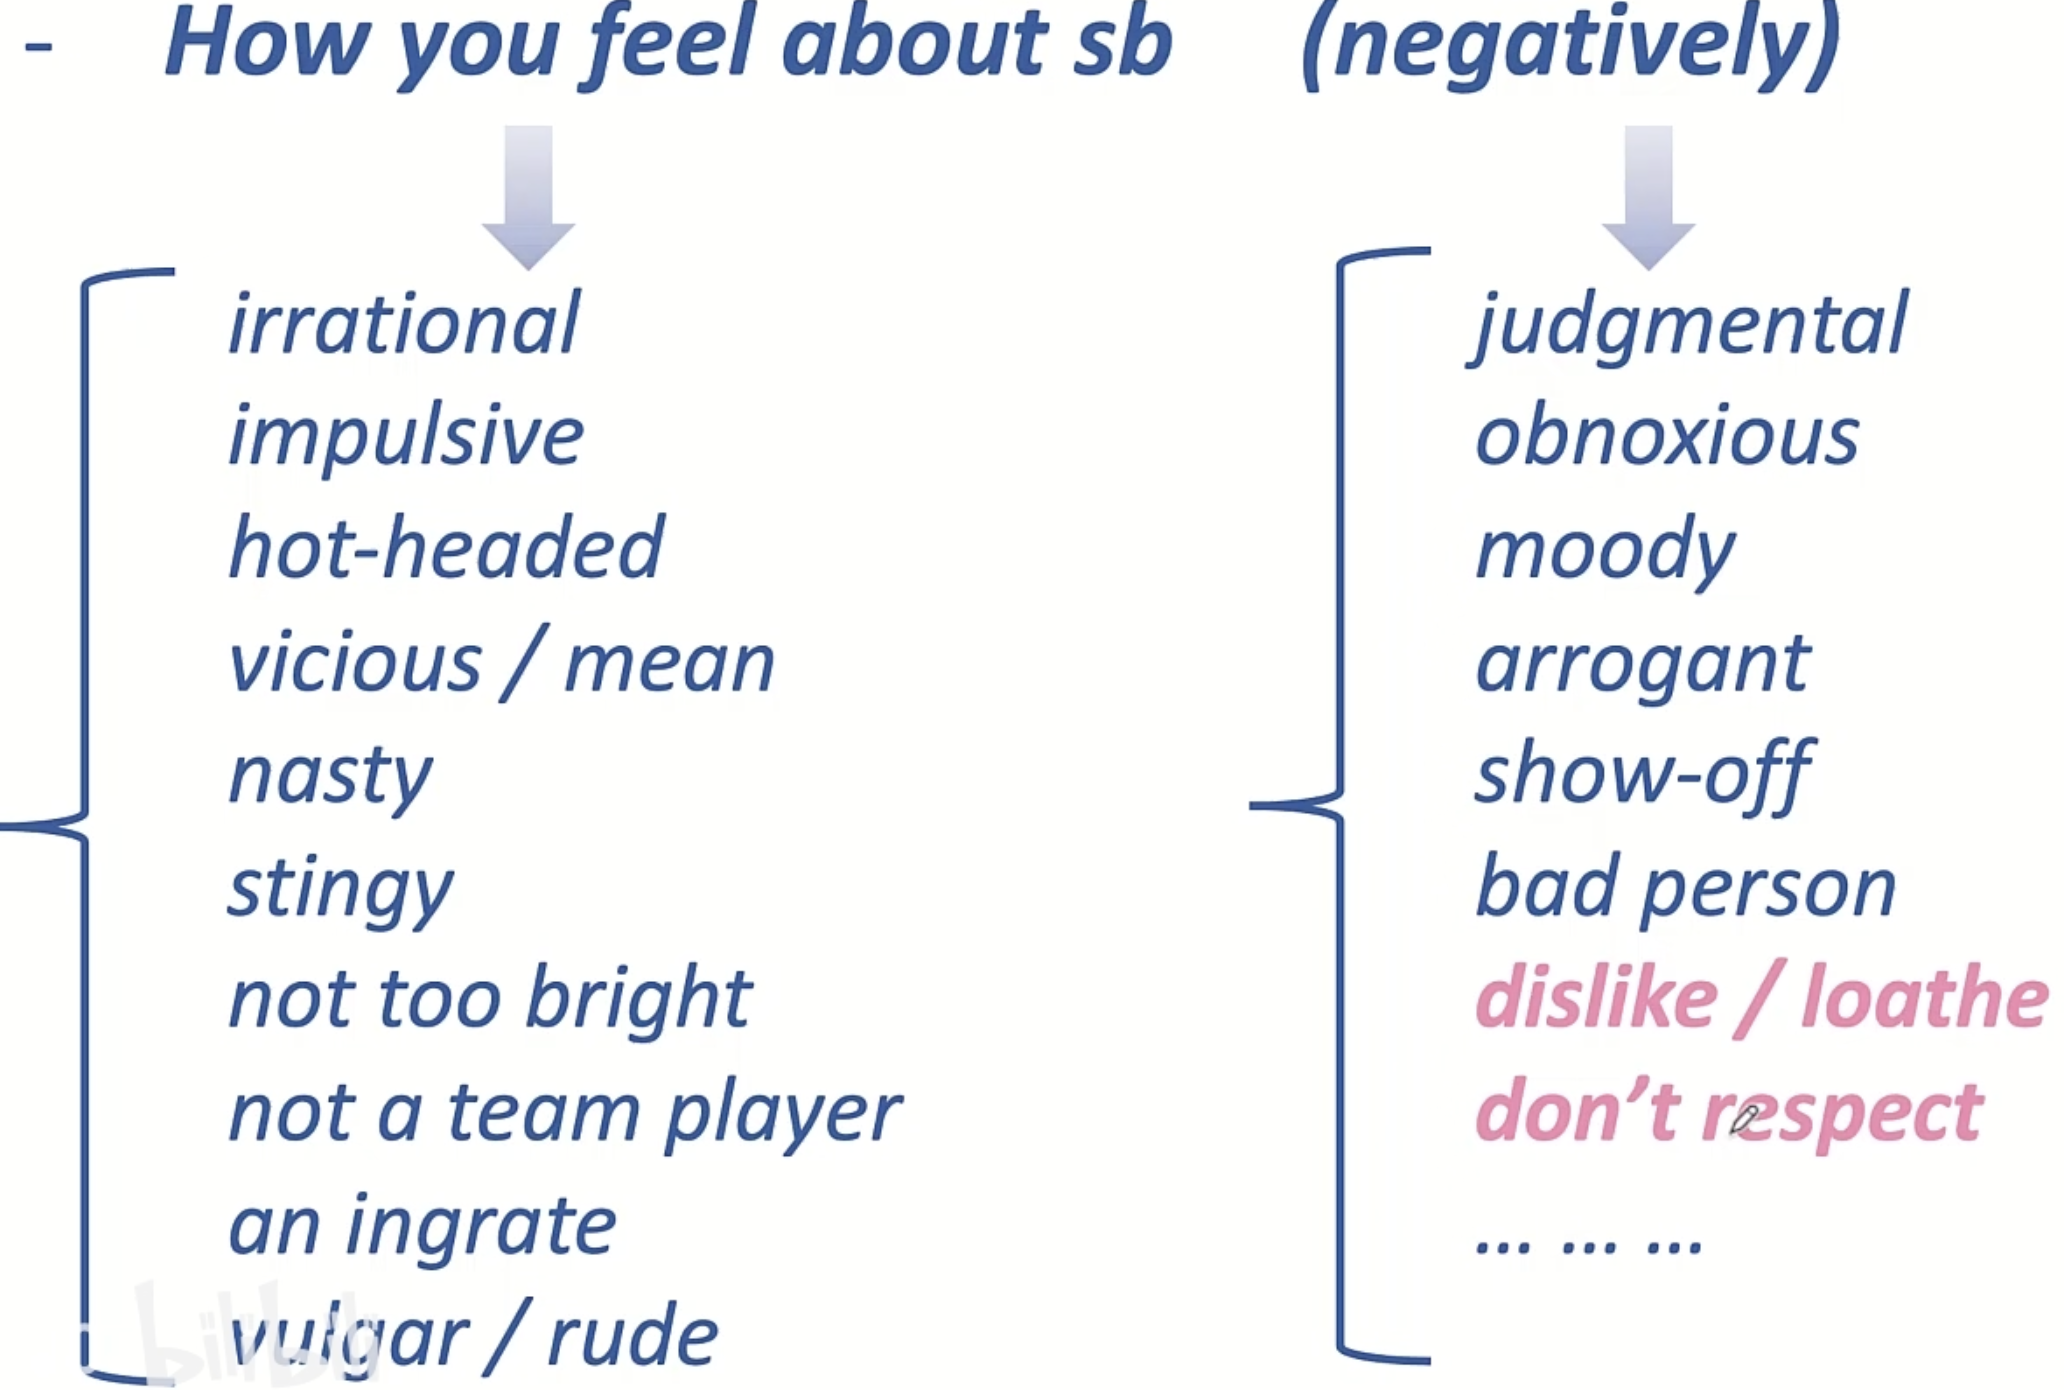 - How you feel about sb (negatively)
irrational
impulsive
hot-headed
vicious / mean
nasty
stingy
not too bright
not a team player
an ingrate
vulgar / rude
judgmental
obnoxious
moody
arrogant
show-off
bad person
dislike / loathe
don’t respect
... ... ...
bilibili